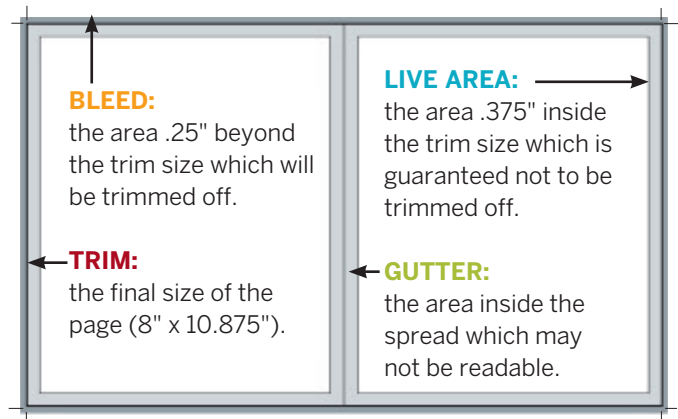 BLEED:
the area .25" beyond
the trim size which will
be trimmed off.
TRIM:
the final size of the
page (8" x 10.875").
LIVE AREA:
the area .375" inside
the trim size which is
guaranteed not to be
trimmed off.
GUTTER:
the area inside the
spread which may
not be readable.